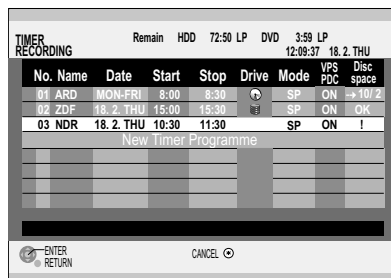 TIMER RECORDING Remain HDD 72:50 LP DVD 3:59 LP
12:09:37 18. 2. THU
No. Name Date Start Stop Drive Mode VPS PDC Disc space
01 ARD MON-FRI 8:00 8:30 SP ON →10/2
02 ZDF 18. 2. THU 15:00 15:30 SP ON OK
03 NDR 18. 2. THU 10:30 11:30 SP ON !
New Timer Programme
ENTER
RETURN
CANCEL